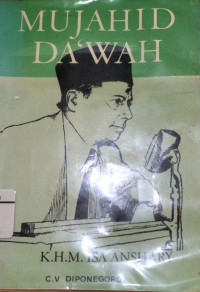 MUJAHID
DA'WAH
K.H.M. ISA ANSHARY
C.V DIPONEGORO